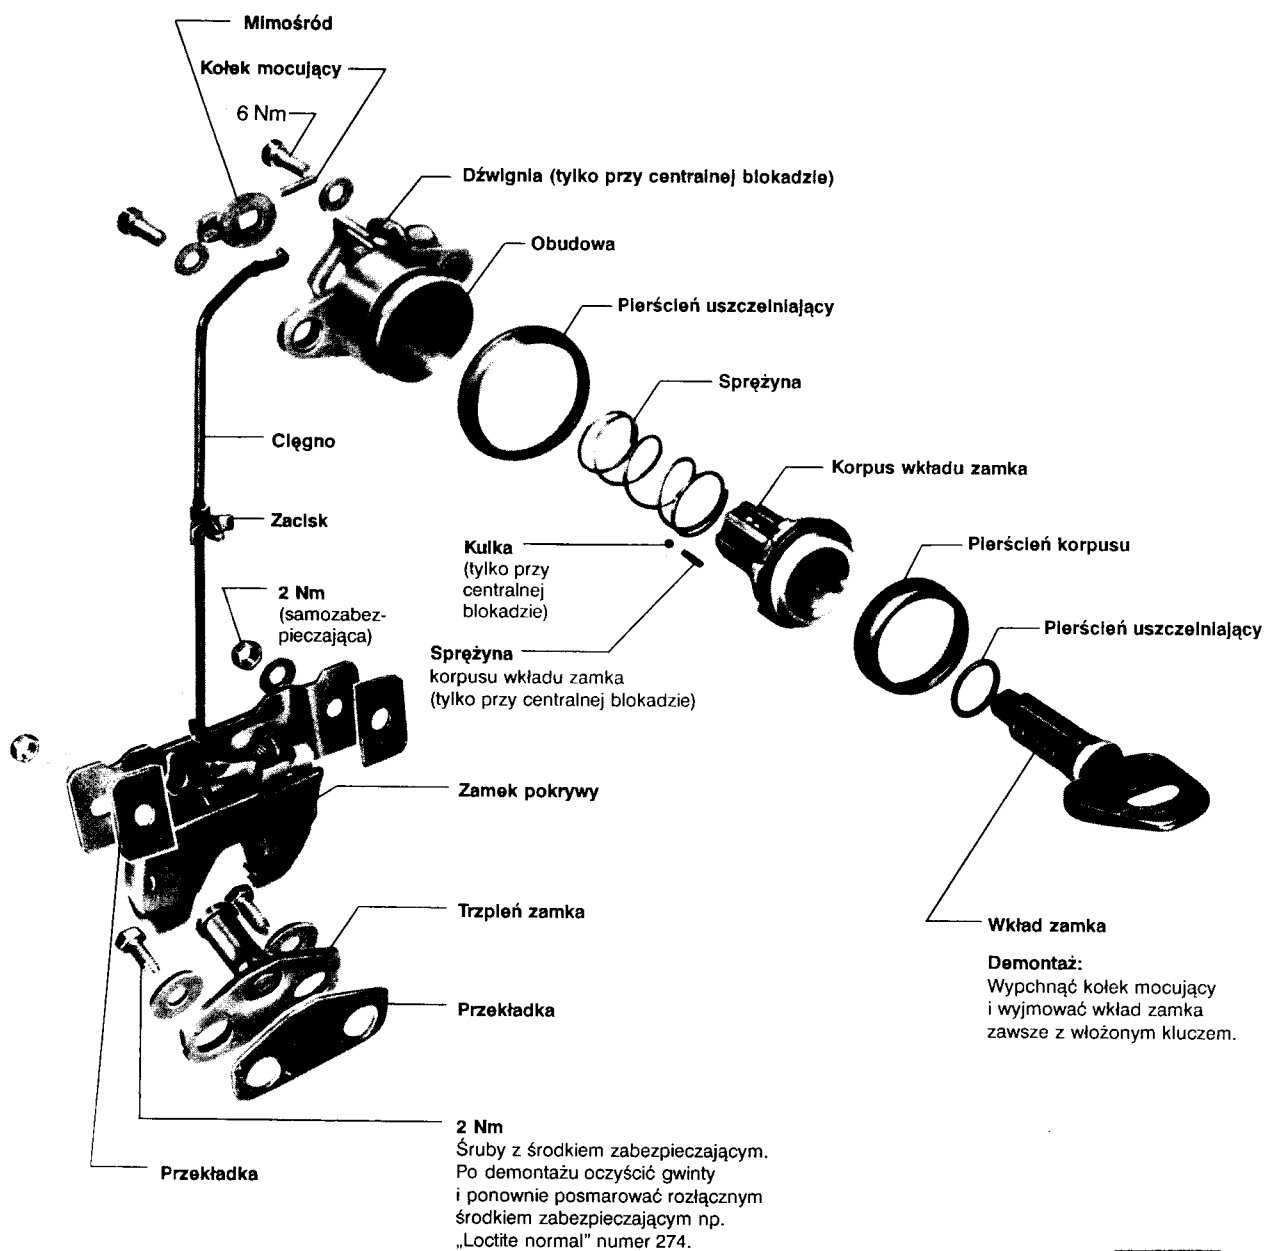 Mimośród
Kołek mocujący
6 Nm
Dźwignia (tylko przy centralnej blokadzie)
Obudowa
Pierścień uszczelniający
Sprężyna
Cięgno
Korpus wkładu zamka
Zacisk
Kulka
(tylko przy
centralnej
blokadzie)
Pierścień korpusu
2 Nm
(samozabez-
pieczająca)
Pierścień uszczelniający
Sprężyna
korpusu wkładu zamka
(tylko przy centralnej blokadzie)
Zamek pokrywy
Trzpień zamka
Wkład zamka
Demontaż:
Wypchnąć kołek mocujący
i wyjmować wkład zamka
zawsze z włożonym kluczem.
Przekładka
2 Nm
Śruby z środkiem zabezpieczającym.
Po demontażu oczyścić gwinty
i ponownie posmarować rozłącznym
środkiem zabezpieczającym np.
„Loctite normal" numer 274.
Przekładka